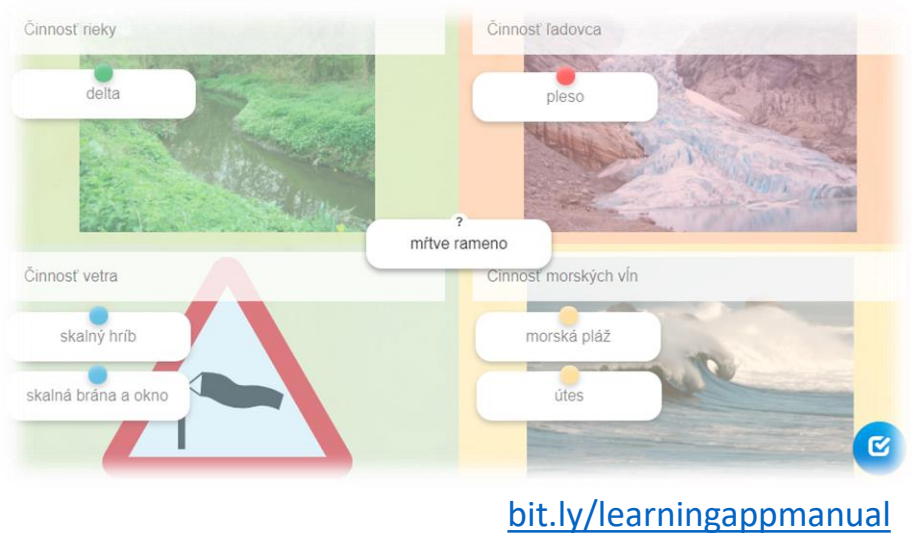 Činnosť rieky
Činnosť ľadovca
delta
pleso
?
mŕtve rameno
Činnosť vetra
Činnosť morských vĺn
skalný hríb
morská pláž
skalná brána a okno
útes
bit.ly/learningappmanual